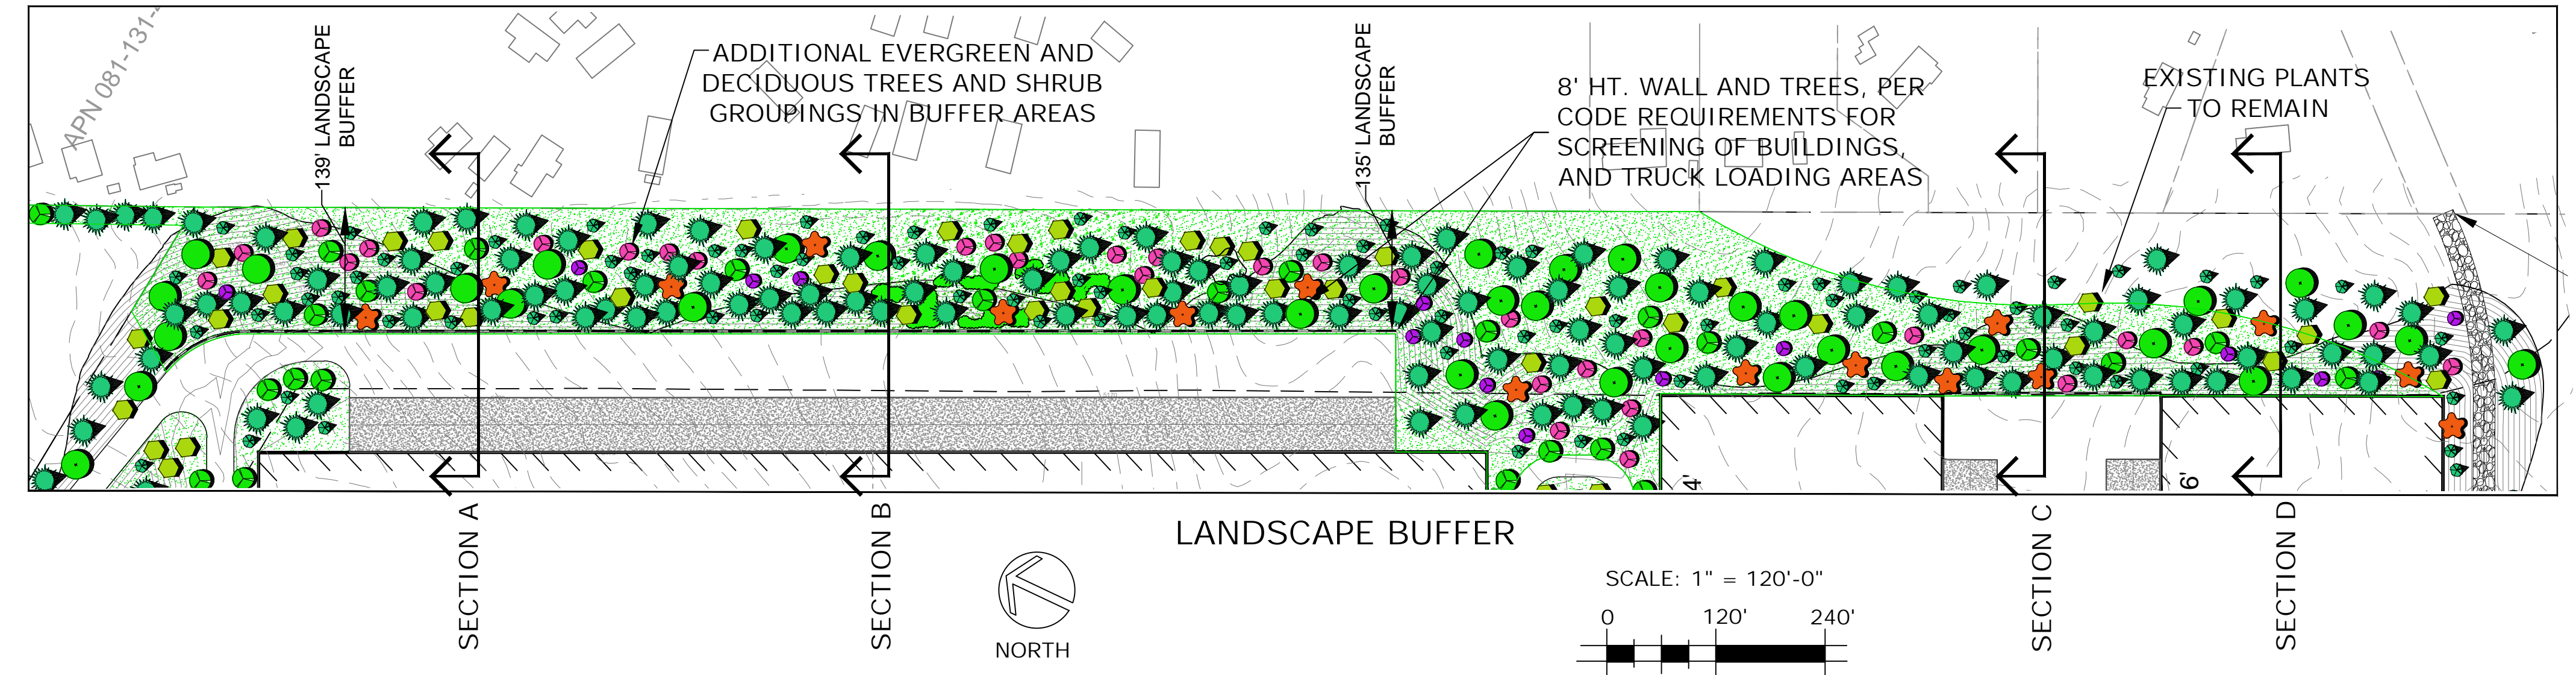 APN 081-131-
139' LANDSCAPE
BUFFER
ADDITIONAL EVERGREEN AND
DECIDUOUS TREES AND SHRUB
GROUPINGS IN BUFFER AREAS
135' LANDSCAPE
BUFFER
8' HT. WALL AND TREES, PER
CODE REQUIREMENTS FOR
SCREENING OF BUILDINGS,
AND TRUCK LOADING AREAS
EXISTING PLANTS
TO REMAIN
4'
6'
SECTION A
SECTION B
LANDSCAPE BUFFER
SECTION C
SECTION D
NORTH
SCALE: 1" = 120'-0"
0 120' 240'